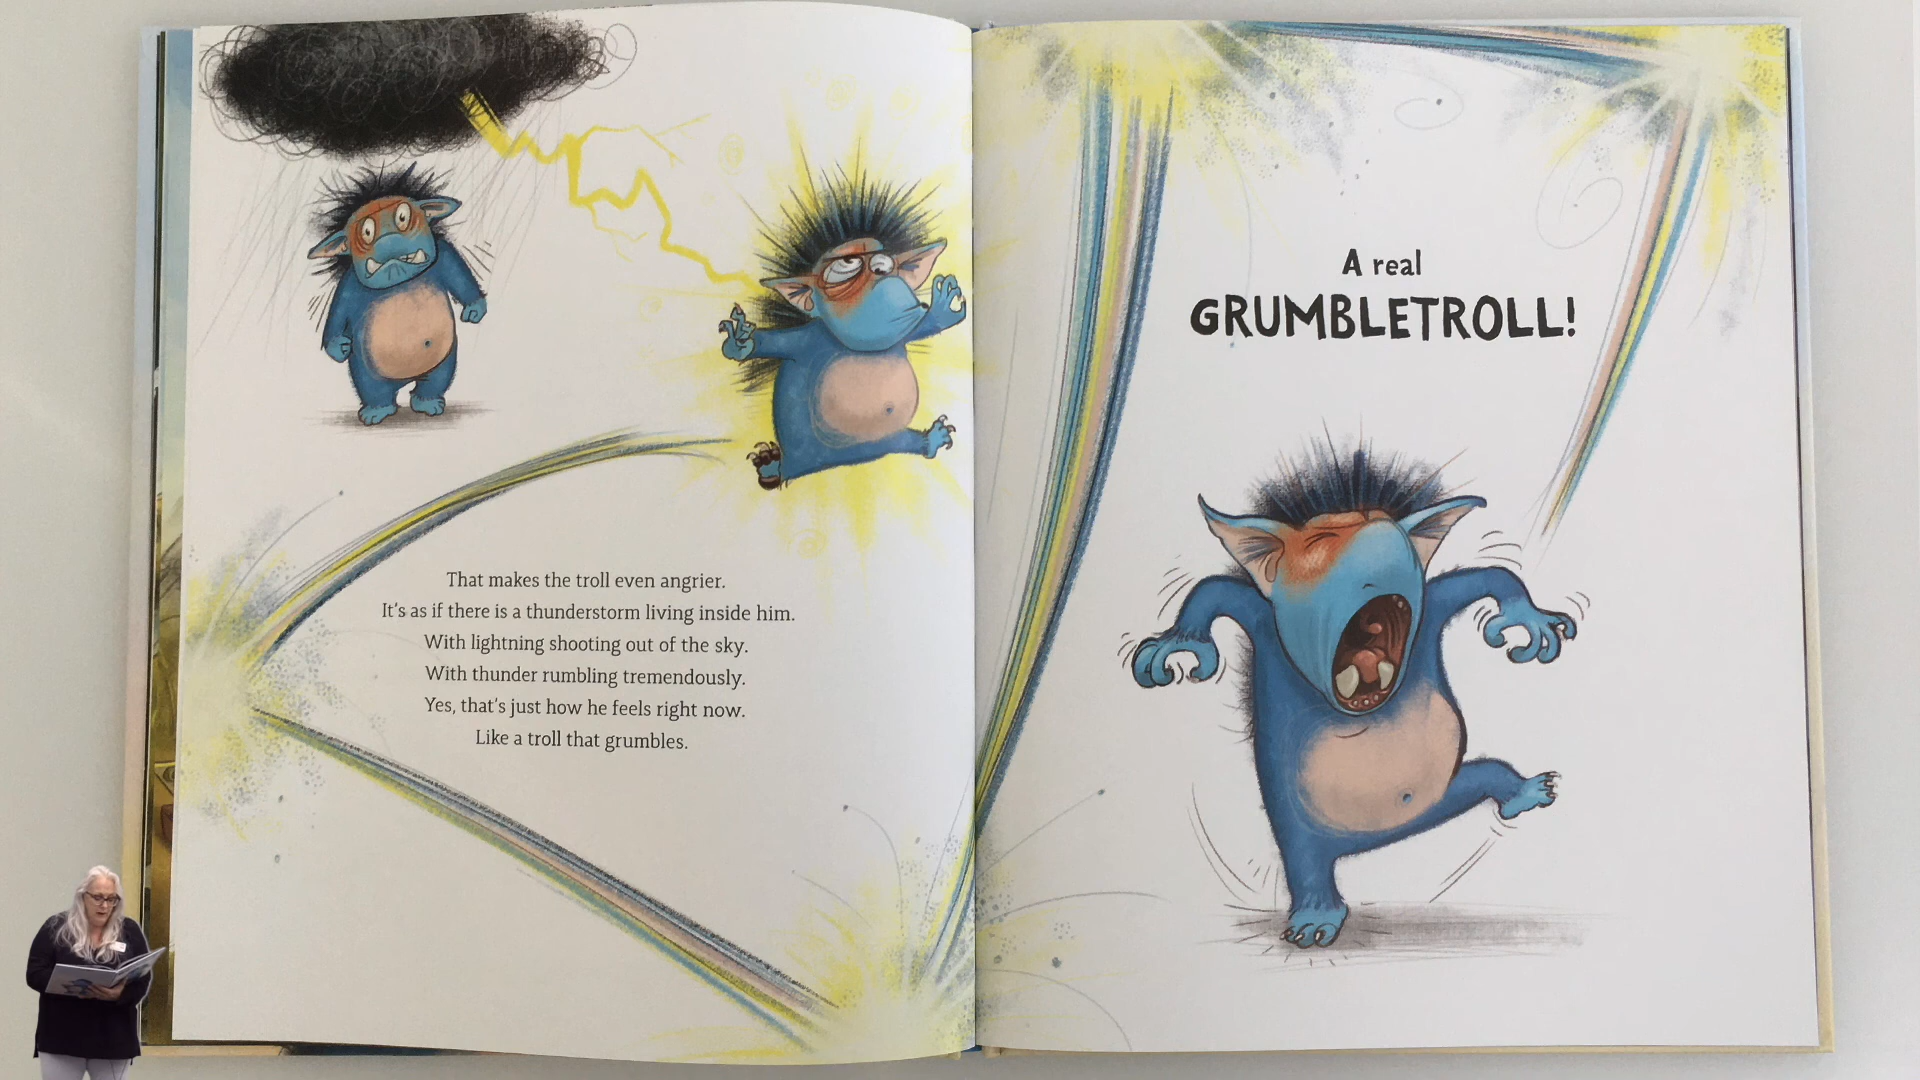 That makes the troll even angrier.
It's as if there is a thunderstorm living inside him.
With lightning shooting out of the sky.
With thunder rumbling tremendously.
Yes, that's just how he feels right now.
Like a troll that grumbles.
A real
GRUMBLETROLL!